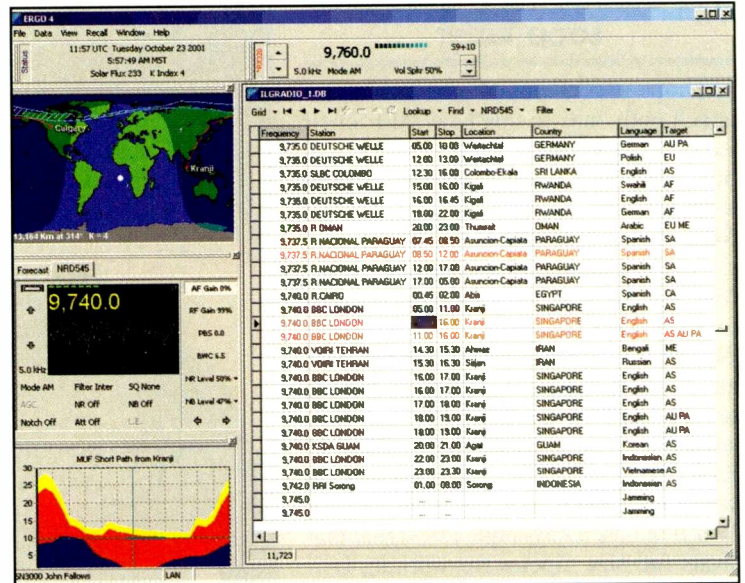 ERGO 4
File Data View Recall Window Help
Status
11:57 UTC Tuesday October 23 2001
5:57:49 AM MST
Solar Flux 233 K Index 4
9,760.0
S9+10
5.0 kHz Mode AM Vol Spkr 50%
Calgary
Kranji
13,164 Km at 314° K = 4
Forecast NRD545
9,740.0
5.0 kHz
AF Gain 0%
RF Gain 99%
PBS 0.0
BWC 6.5
NR Level 50%
NB Level 47%
Mode AM Filter Inter SQ None
AGC NR Off NB Off
Notch Off Att Off L.E.
MUF Short Path from Kranji
30
25
20
15
10
5
SN3000 John Fallows LAN
ILGRADIO_1.DB
Grid Lookup Find NRD545 Filter
Frequency Station Start Stop Location Country Language Target
9,735.0 DEUTSCHE WELLE 05.00 10.00 Wertachtal GERMANY German AU PA
9,735.0 DEUTSCHE WELLE 12.00 13.00 Wertachtal GERMANY Polish EU
9,735.0 SLBC COLOMBO 12.30 16.00 Colombo-Ekala SRI LANKA English AS
9,735.0 DEUTSCHE WELLE 15.00 16.00 Kigali RWANDA Swahili AF
9,735.0 DEUTSCHE WELLE 16.00 16.45 Kigali RWANDA English AF
9,735.0 DEUTSCHE WELLE 18.00 22.00 Kigali RWANDA German AF
9,735.0 R OMAN 20.00 23.00 Thumrait OMAN Arabic EU ME
9,737.5 R.NACIONAL PARAGUAY 07.45 08.50 Asuncion-Capiata PARAGUAY Spanish SA
9,737.5 R.NACIONAL PARAGUAY 08.50 12.00 Asuncion-Capiata PARAGUAY Spanish SA
9,737.5 R.NACIONAL PARAGUAY 12.00 17.00 Asuncion-Capiata PARAGUAY Spanish SA
9,737.5 R.NACIONAL PARAGUAY 17.00 05.00 Asuncion-Capiata PARAGUAY Spanish SA
9,740.0 R.CAIRO 00.45 02.00 Abis EGYPT Spanish CA
9,740.0 BBC LONDON 05.00 11.00 Kranji SINGAPORE English AS
9,740.0 BBC LONDON 16.00 Kranji SINGAPORE English AS
9,740.0 BBC LONDON 11.00 16.00 Kranji SINGAPORE English AS AU PA
9,740.0 VOIRI TEHRAN 14.30 15.30 Ahwaz IRAN Bengali ME
9,740.0 VOIRI TEHRAN 15.30 16.30 Sirjan IRAN Russian AS
9,740.0 BBC LONDON 16.00 17.00 Kranji SINGAPORE English AS
9,740.0 BBC LONDON 16.00 17.00 Kranji SINGAPORE English AS
9,740.0 BBC LONDON 17.00 18.00 Kranji SINGAPORE English AS
9,740.0 BBC LONDON 18.00 19.00 Kranji SINGAPORE English AU PA
9,740.0 BBC LONDON 18.00 19.00 Kranji SINGAPORE English AU PA
9,740.0 XSDA GUAM 20.00 21.00 Agat GUAM Korean AS
9,740.0 BBC LONDON 22.00 23.00 Kranji SINGAPORE Indonesian AS
9,740.0 BBC LONDON 23.00 23.30 Kranji SINGAPORE Vietnamese AS
9,742.0 RRI Sorong 01.00 08.00 Sorong INDONESIA Indonesian AS
9,745.0 ... ... Jamming
9,745.0 ... ... Jamming
11,723